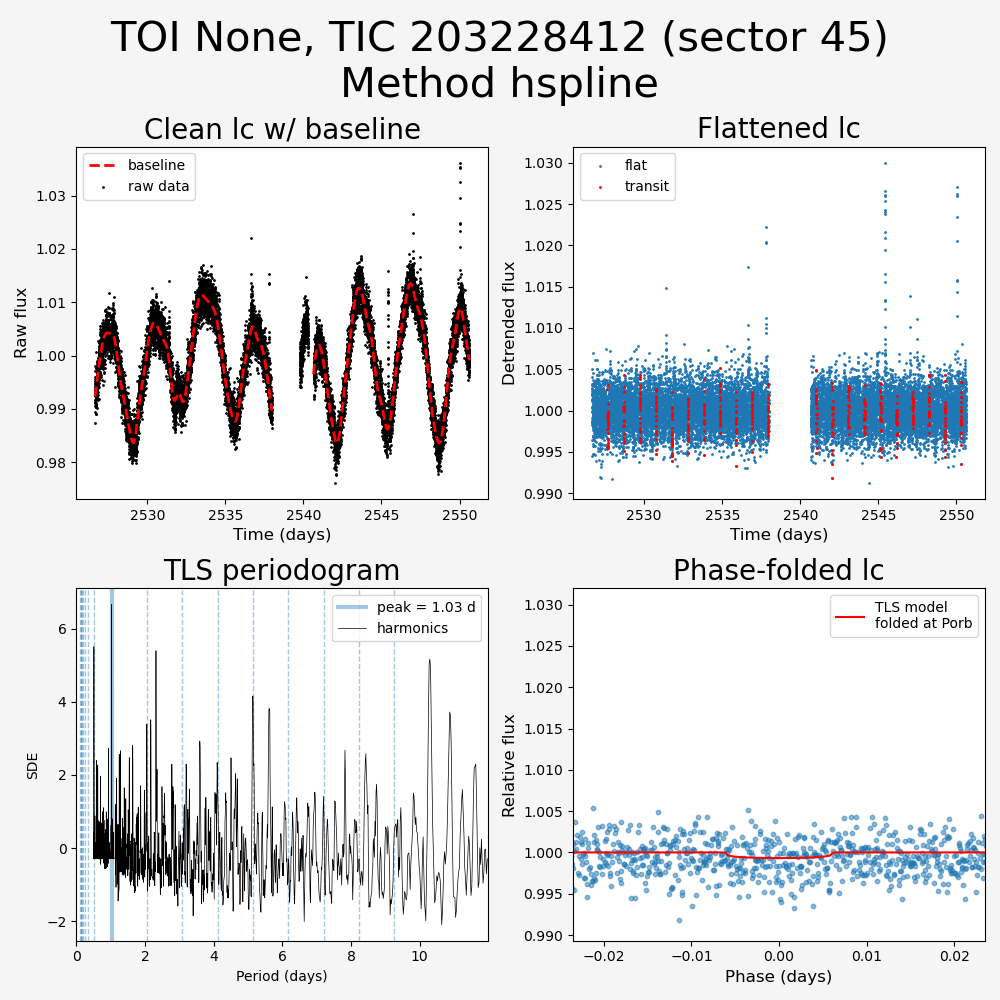 TOI None, TIC 203228412 (sector 45)
Method hspline
Clean lc w/ baseline
baseline
raw data
1.03
1.02
1.01
1.00
0.99
0.98
Raw flux
2530
2535
2540
2545
2550
Time (days)
Flattened lc
flat
transit
1.030
1.025
1.020
1.015
1.010
1.005
1.000
0.995
0.990
Detrended flux
2530
2535
2540
2545
2550
Time (days)
TLS periodogram
peak = 1.03 d
harmonics
6
4
2
0
−2
SDE
0
2
4
6
8
10
Period (days)
Phase-folded lc
TLS model
folded at Porb
1.030
1.025
1.020
1.015
1.010
1.005
1.000
0.995
0.990
Relative flux
−0.02
−0.01
0.00
0.01
0.02
Phase (days)